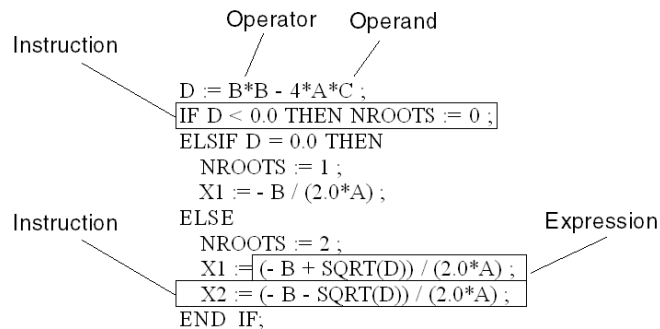 Operator Operand
Instruction
D := B*B - 4*A*C ;
IF D < 0.0 THEN NROOTS := 0 ;
ELSIF D = 0.0 THEN
NROOTS := 1 ;
X1 := - B / (2.0*A) ;
ELSE
Instruction Expression
NROOTS := 2 ;
X1 := (- B + SQRT(D)) / (2.0*A) ;
X2 := (- B - SQRT(D)) / (2.0*A) ;
END IF;